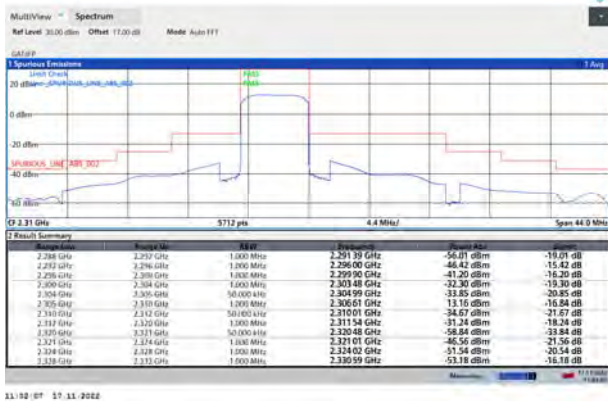 MultiView Spectrum
Ref Level 30.00 dBm Offset 17.00 dB Mode Auto FFT
1 Spurious Emissions 1 Avg
Limit Check PASS
_SPURIOUS_LINE_ABS_002 PASS
20 dBm
0 dBm
-20 dBm
_SPURIOUS_LINE_ABS_002
-40 dBm
-60 dBm
CF 2.31 GHz 5712 pts 4.4 MHz/ Span 44.0 MHz
2 Result Summary
Range Low Range Up RBW Frequency Power Abs
2.288 GHz 2.292 GHz 1.000 MHz 2.291 39 GHz -56.01 dBm -19.01 dB
2.292 GHz 2.296 GHz 1.000 MHz 2.296 00 GHz -46.42 dBm -15.42 dB
2.296 GHz 2.300 GHz 1.000 MHz 2.299 90 GHz -41.20 dBm -16.20 dB
2.300 GHz 2.304 GHz 1.000 MHz 2.303 48 GHz -32.30 dBm -19.30 dB
2.304 GHz 2.305 GHz 50.000 kHz 2.304 99 GHz -33.85 dBm -20.85 dB
2.305 GHz 2.310 GHz 1.000 MHz 2.306 61 GHz 13.16 dBm -16.84 dB
2.310 GHz 2.312 GHz 50.000 kHz 2.310 01 GHz -34.67 dBm -21.67 dB
2.312 GHz 2.320 GHz 1.000 MHz 2.311 54 GHz -31.24 dBm -18.24 dB
2.320 GHz 2.321 GHz 50.000 kHz 2.320 48 GHz -58.84 dBm -33.84 dB
2.321 GHz 2.324 GHz 1.000 MHz 2.321 01 GHz -46.56 dBm -21.56 dB
2.324 GHz 2.328 GHz 1.000 MHz 2.324 02 GHz -51.54 dBm -20.54 dB
2.328 GHz 2.332 GHz 1.000 MHz 2.330 59 GHz -53.18 dBm -16.18 dB
11:02:07 17.11.2022